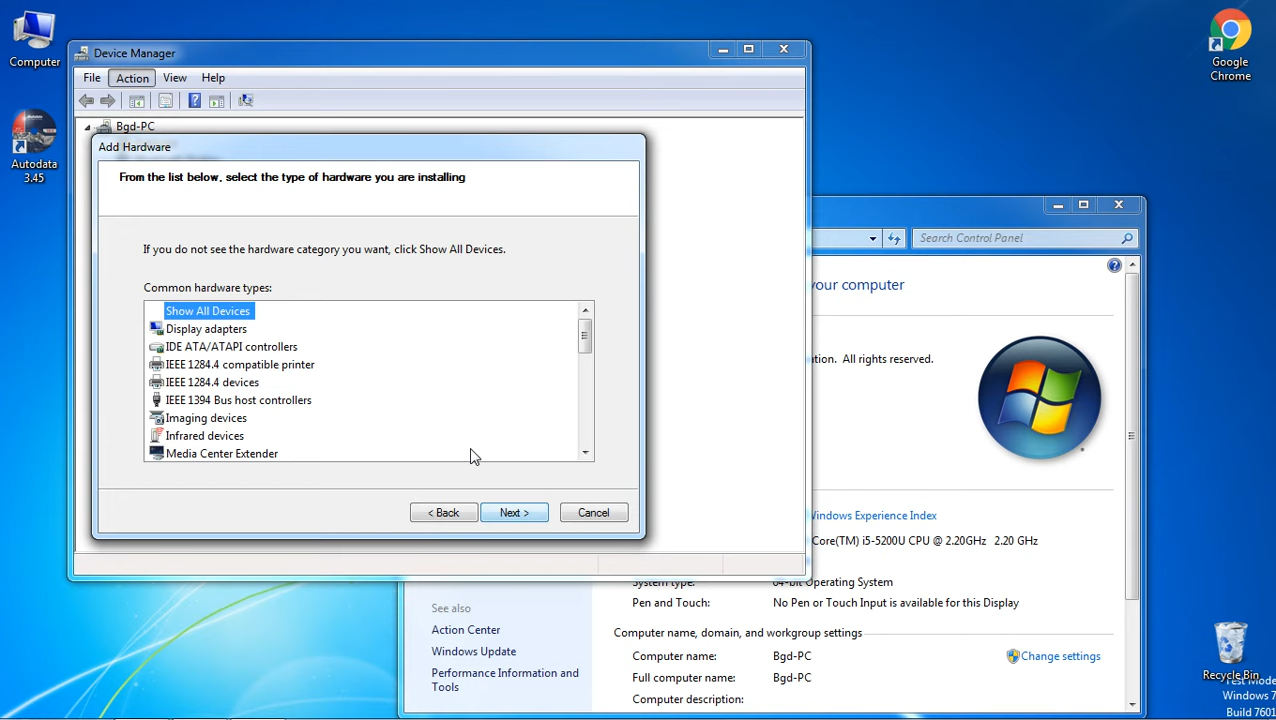 Computer
Autodata
3.45
Google
Chrome
Device Manager
File
Action
View
Help
Bgd-PC
Add Hardware
From the list below, select the type of hardware you are installing
If you do not see the hardware category you want, click Show All Devices.
Common hardware types:
Show All Devices
Display adapters
IDE ATA/ATAPI controllers
IEEE 1284.4 compatible printer
IEEE 1284.4 devices
IEEE 1394 Bus host controllers
Imaging devices
Infrared devices
Media Center Extender
< Back
Next >
Cancel
Search Control Panel
your computer
ation. All rights reserved.
Windows Experience Index
Core(TM) i5-5200U CPU @ 2.20GHz 2.20 GHz
System type: 64-bit Operating System
Pen and Touch: No Pen or Touch Input is available for this Display
Computer name, domain, and workgroup settings
Computer name: Bgd-PC
Change settings
Full computer name: Bgd-PC
Computer description:
See also
Action Center
Windows Update
Performance Information and
Tools
Recycle Bin
Test Mode
Windows 7
Build 7601